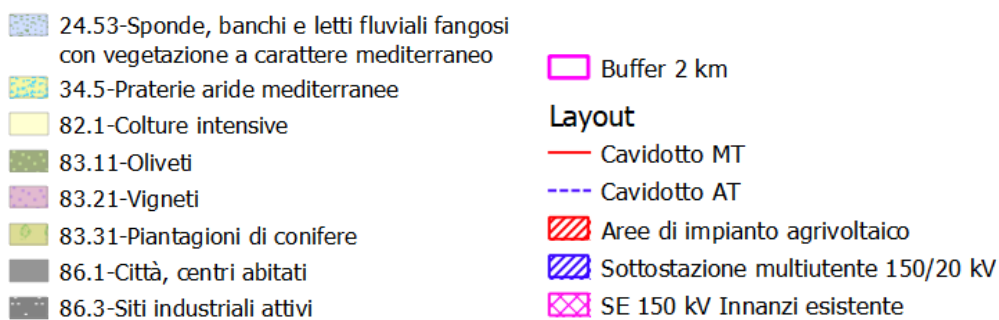 24.53-Sponde, banchi e letti fluviali fangosi
con vegetazione a carattere mediterraneo
34.5-Praterie aride mediterranee
82.1-Colture intensive
83.11-Oliveti
83.21-Vigneti
83.31-Piantagioni di conifere
86.1-Città, centri abitati
86.3-Siti industriali attivi
Buffer 2 km
Layout
Cavidotto MT
Cavidotto AT
Aree di impianto agrivoltaico
Sottostazione multiutente 150/20 kV
SE 150 kV Innanzi esistente